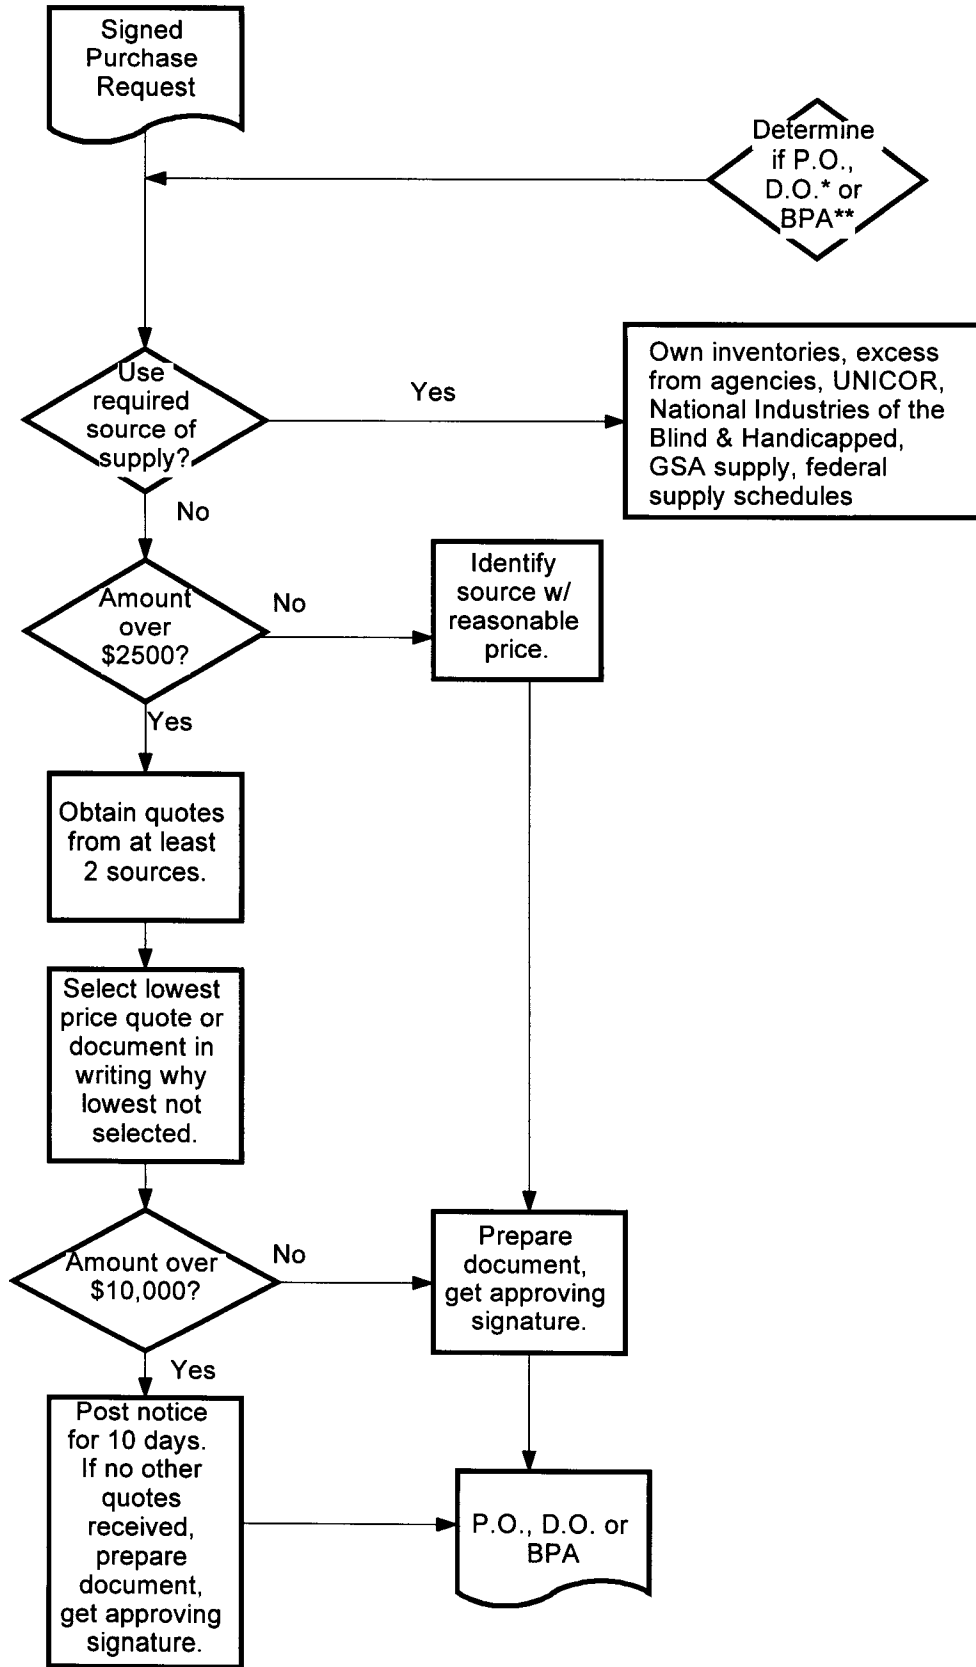 Signed
Purchase
Request
Determine
if P.O.,
D.O.* or
BPA**
Use
required
source of
supply?
Yes
Own inventories, excess
from agencies, UNICOR,
National Industries of the
Blind & Handicapped,
GSA supply, federal
supply schedules
No
Amount
over
$2500?
No
Identify
source w/
reasonable
price.
Yes
Obtain quotes
from at least
2 sources.
Select lowest
price quote or
document in
writing why
lowest not
selected.
Amount over
$10,000?
No
Prepare
document,
get approving
signature.
Yes
Post notice
for 10 days.
If no other
quotes
received,
prepare
document,
get approving
signature.
P.O., D.O. or
BPA